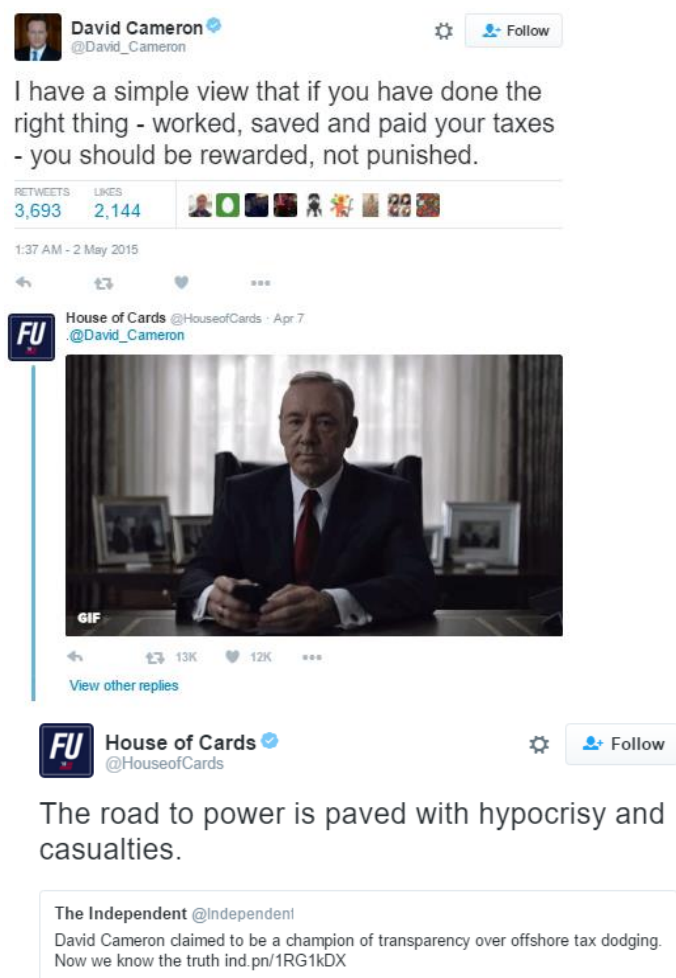 David Cameron
@David_Cameron
Follow
I have a simple view that if you have done the
right thing - worked, saved and paid your taxes
- you should be rewarded, not punished.
RETWEETS LIKES
3,693 2,144
1:37 AM - 2 May 2015
FU
House of Cards @HouseofCards · Apr 7
.@David_Cameron
GIF
13K 12K
View other replies
FU
House of Cards
@HouseofCards
Follow
The road to power is paved with hypocrisy and
casualties.
The Independent @Independent
David Cameron claimed to be a champion of transparency over offshore tax dodging.
Now we know the truth ind.pn/1RG1kDX